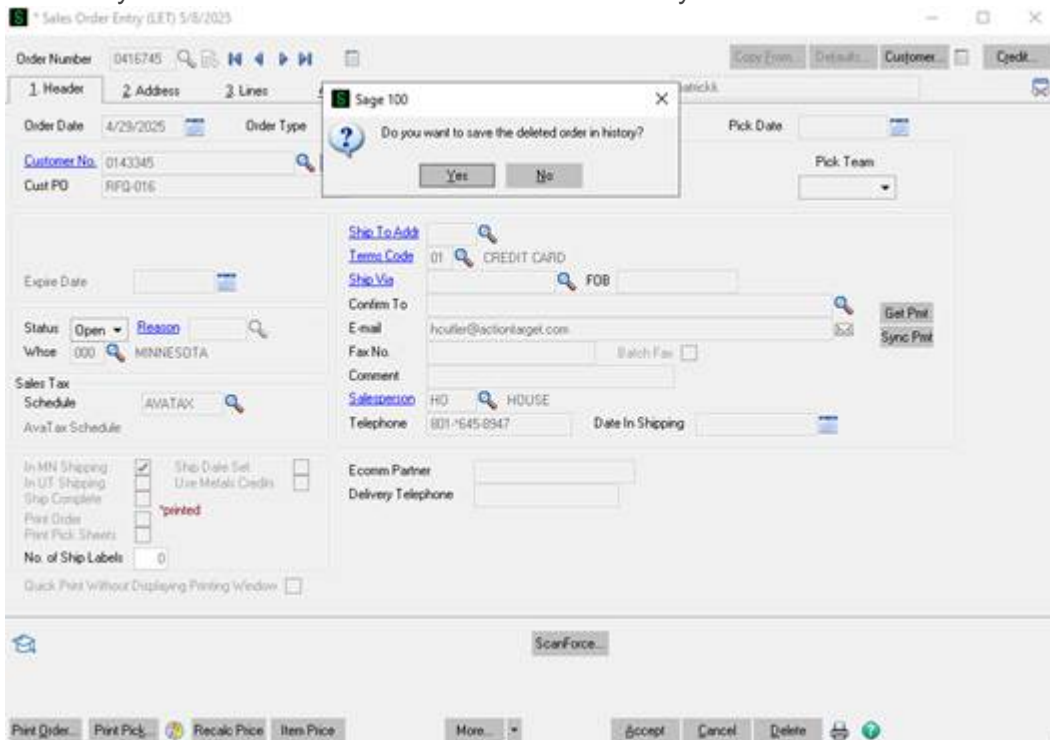 * Sales Order Entry (LET) 5/8/2025
Order Number 0416745 Copy From... Defaults... Customer... Credit...
1. Header 2. Address 3. Lines
Sage 100
Do you want to save the deleted order in history?
Yes No
Order Date 4/29/2025 Order Type Pick Date
Customer No. 0143345 Pick Team
Cust PO RFQ-016
Ship To Addr
Terms Code 01 CREDIT CARD
Expire Date Ship Via FOB
Confirm To
Get Pmt
Status Open Reason E-mail hcutler@actiontarget.com
Sync Pmt
Whse 000 MINNESOTA Fax No. Batch Fax
Comment
Sales Tax
Schedule AVATAX Salesperson HO HOUSE
AvaTax Schedule Telephone 801-*645-8947 Date In Shipping
In MN Shipping Ship Date Set Ecomm Partner
In UT Shipping Use Metals Credits
Ship Complete Delivery Telephone
*printed
Print Order
Print Pick Sheets
No. of Ship Labels 0
Quick Print Without Displaying Printing Window
ScanForce...
Print Order... Print Pick... Recalc Price Item Price More... Accept Cancel Delete